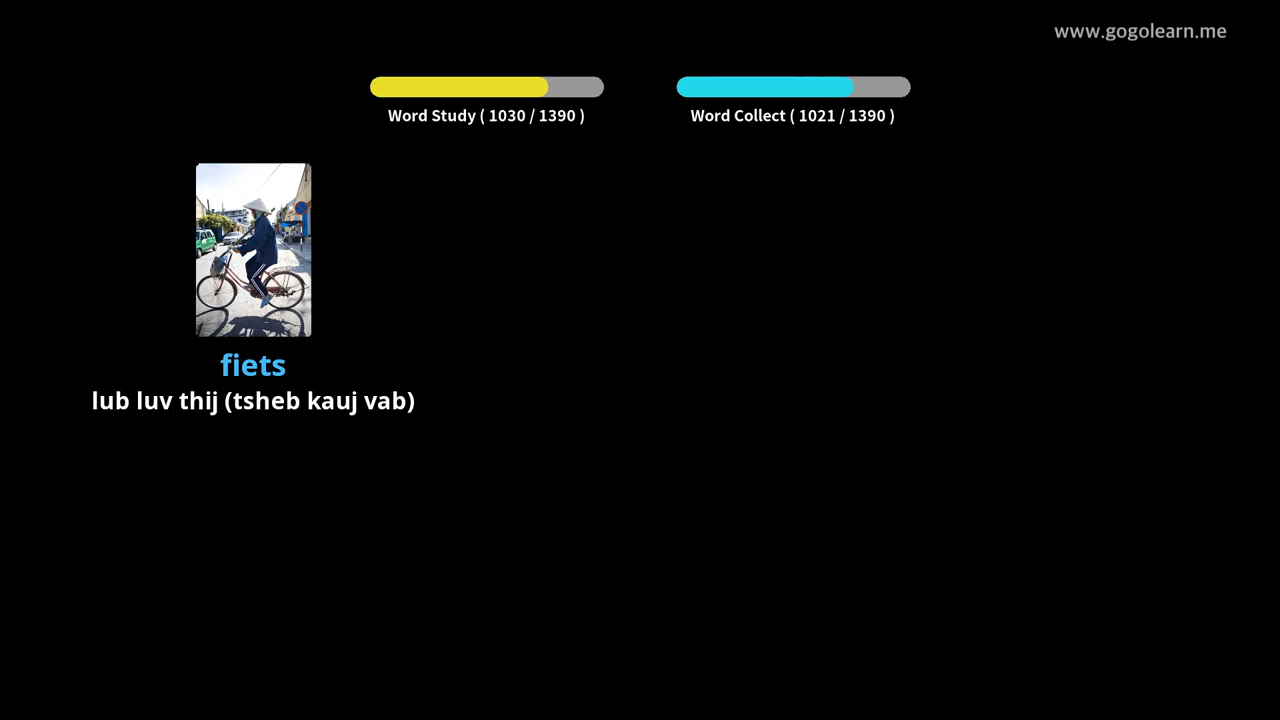 www.gogolearn.me
Word Study ( 1030 / 1390 )
Word Collect ( 1021 / 1390 )
fiets
lub luv thij (tsheb kauj vab)